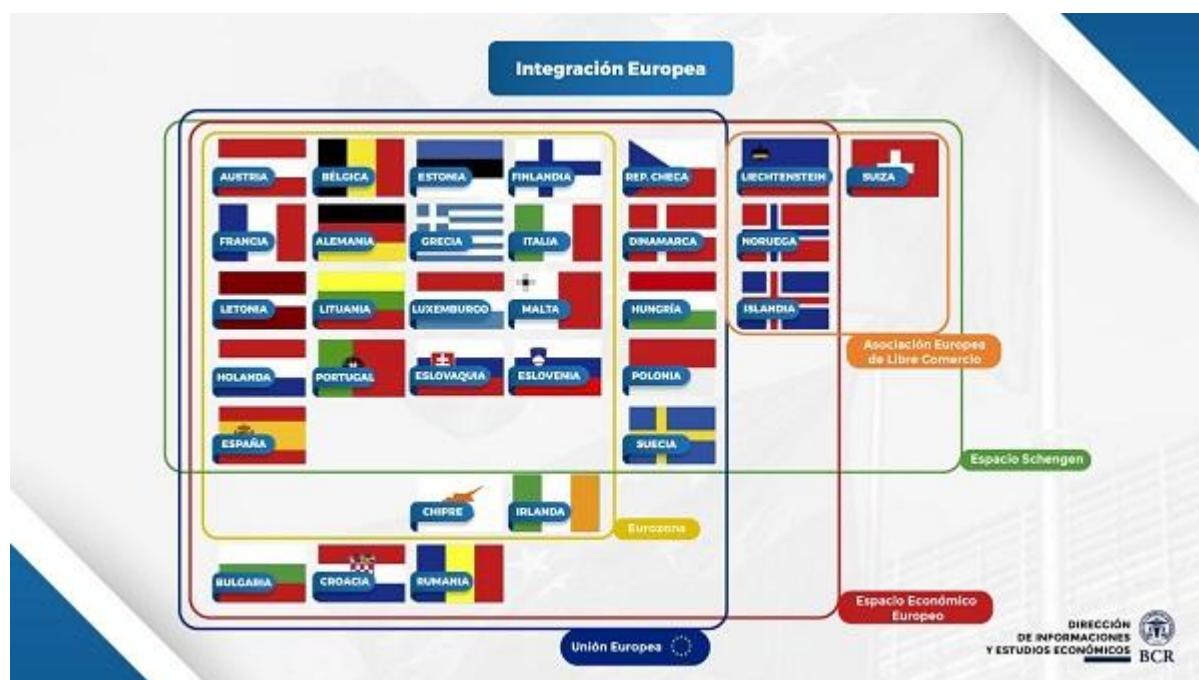 Integración Europea
AUSTRIA
BÉLGICA
ESTONIA
FINLANDIA
REP. CHECA
LIECHTENSTEIN
SUIZA
FRANCIA
ALEMANIA
GRECIA
ITALIA
DINAMARCA
NORUEGA
LETONIA
LITUANIA
LUXEMBURGO
MALTA
HUNGRÍA
ISLANDIA
Asociación Europea
de Libre Comercio
HOLANDA
PORTUGAL
ESLOVAQUIA
ESLOVENIA
POLONIA
ESPAÑA
SUECIA
Espacio Schengen
CHIPRE
IRLANDA
Eurozona
BULGARIA
CROACIA
RUMANIA
Espacio Económico
Europeo
Unión Europea
DIRECCIÓN
DE INFORMACIONES
Y ESTUDIOS ECONÓMICOS
BCR